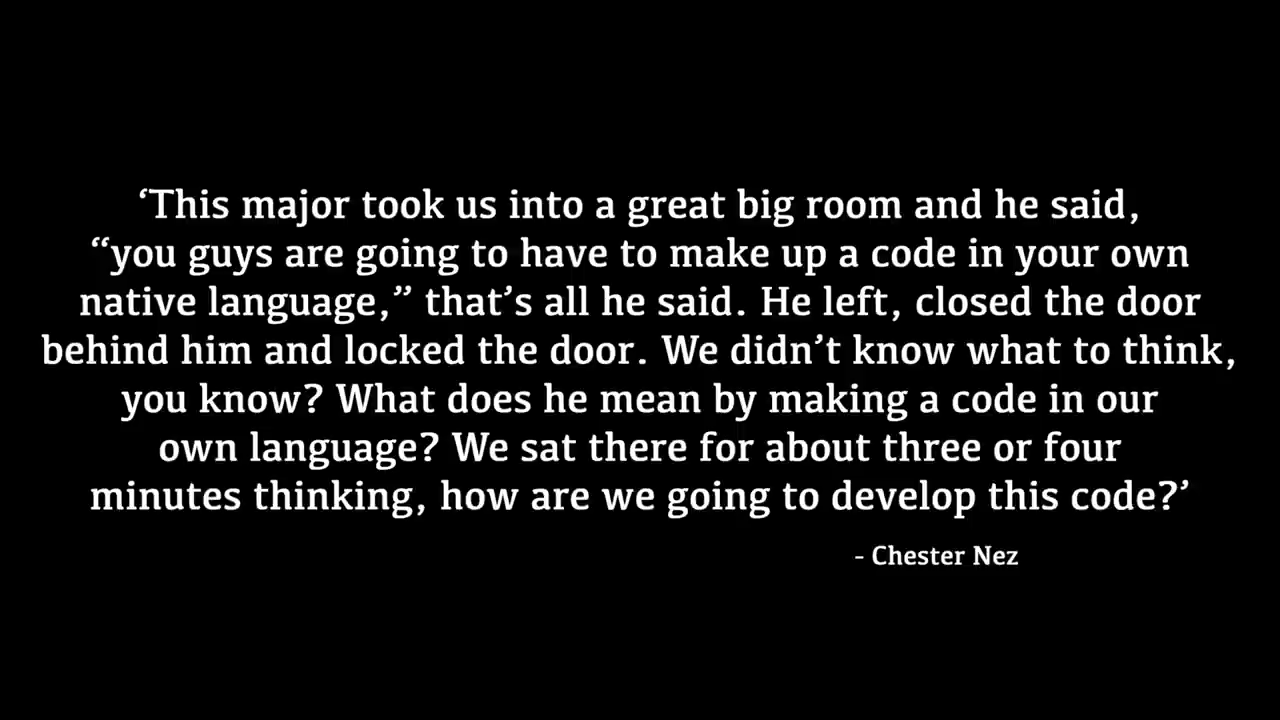 ‘This major took us into a great big room and he said,
“you guys are going to have to make up a code in your own
native language,” that’s all he said. He left, closed the door
behind him and locked the door. We didn’t know what to think,
you know? What does he mean by making a code in our
own language? We sat there for about three or four
minutes thinking, how are we going to develop this code?’
- Chester Nez